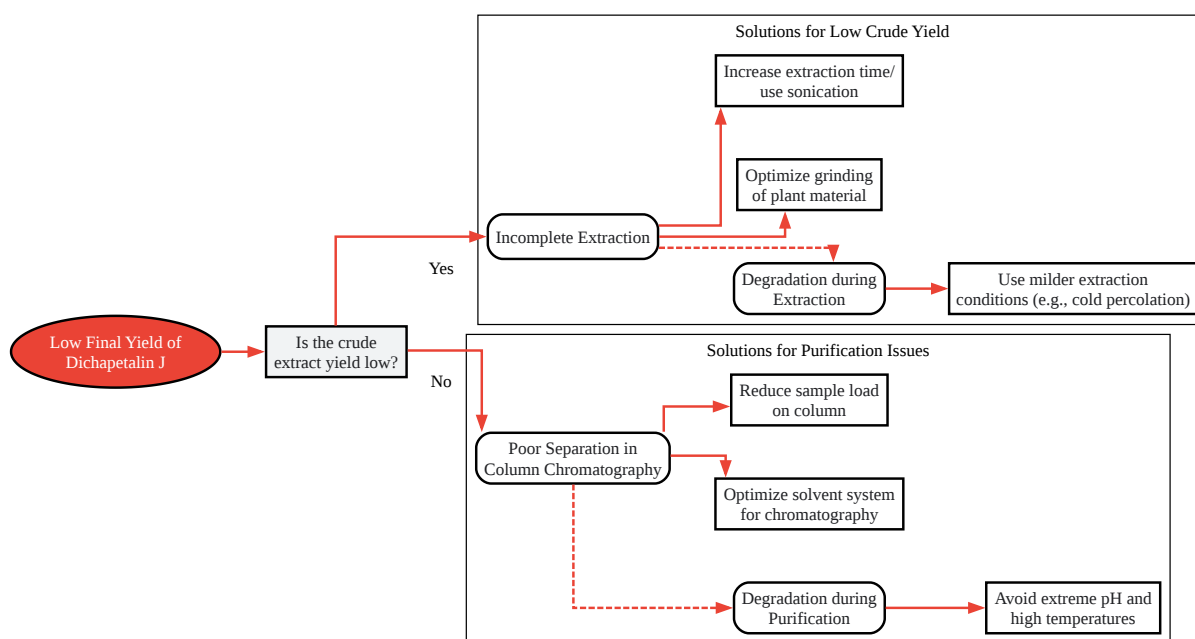 Solutions for Low Crude Yield
Increase extraction time/
use sonication
Optimize grinding
of plant material
Incomplete Extraction
Yes
Degradation during
Extraction
Use milder extraction
conditions (e.g., cold percolation)
Low Final Yield of
Dichapetalin J
Is the crude
extract yield low?
No
Solutions for Purification Issues
Reduce sample load
on column
Poor Separation in
Column Chromatography
Optimize solvent system
for chromatography
Degradation during
Purification
Avoid extreme pH and
high temperatures